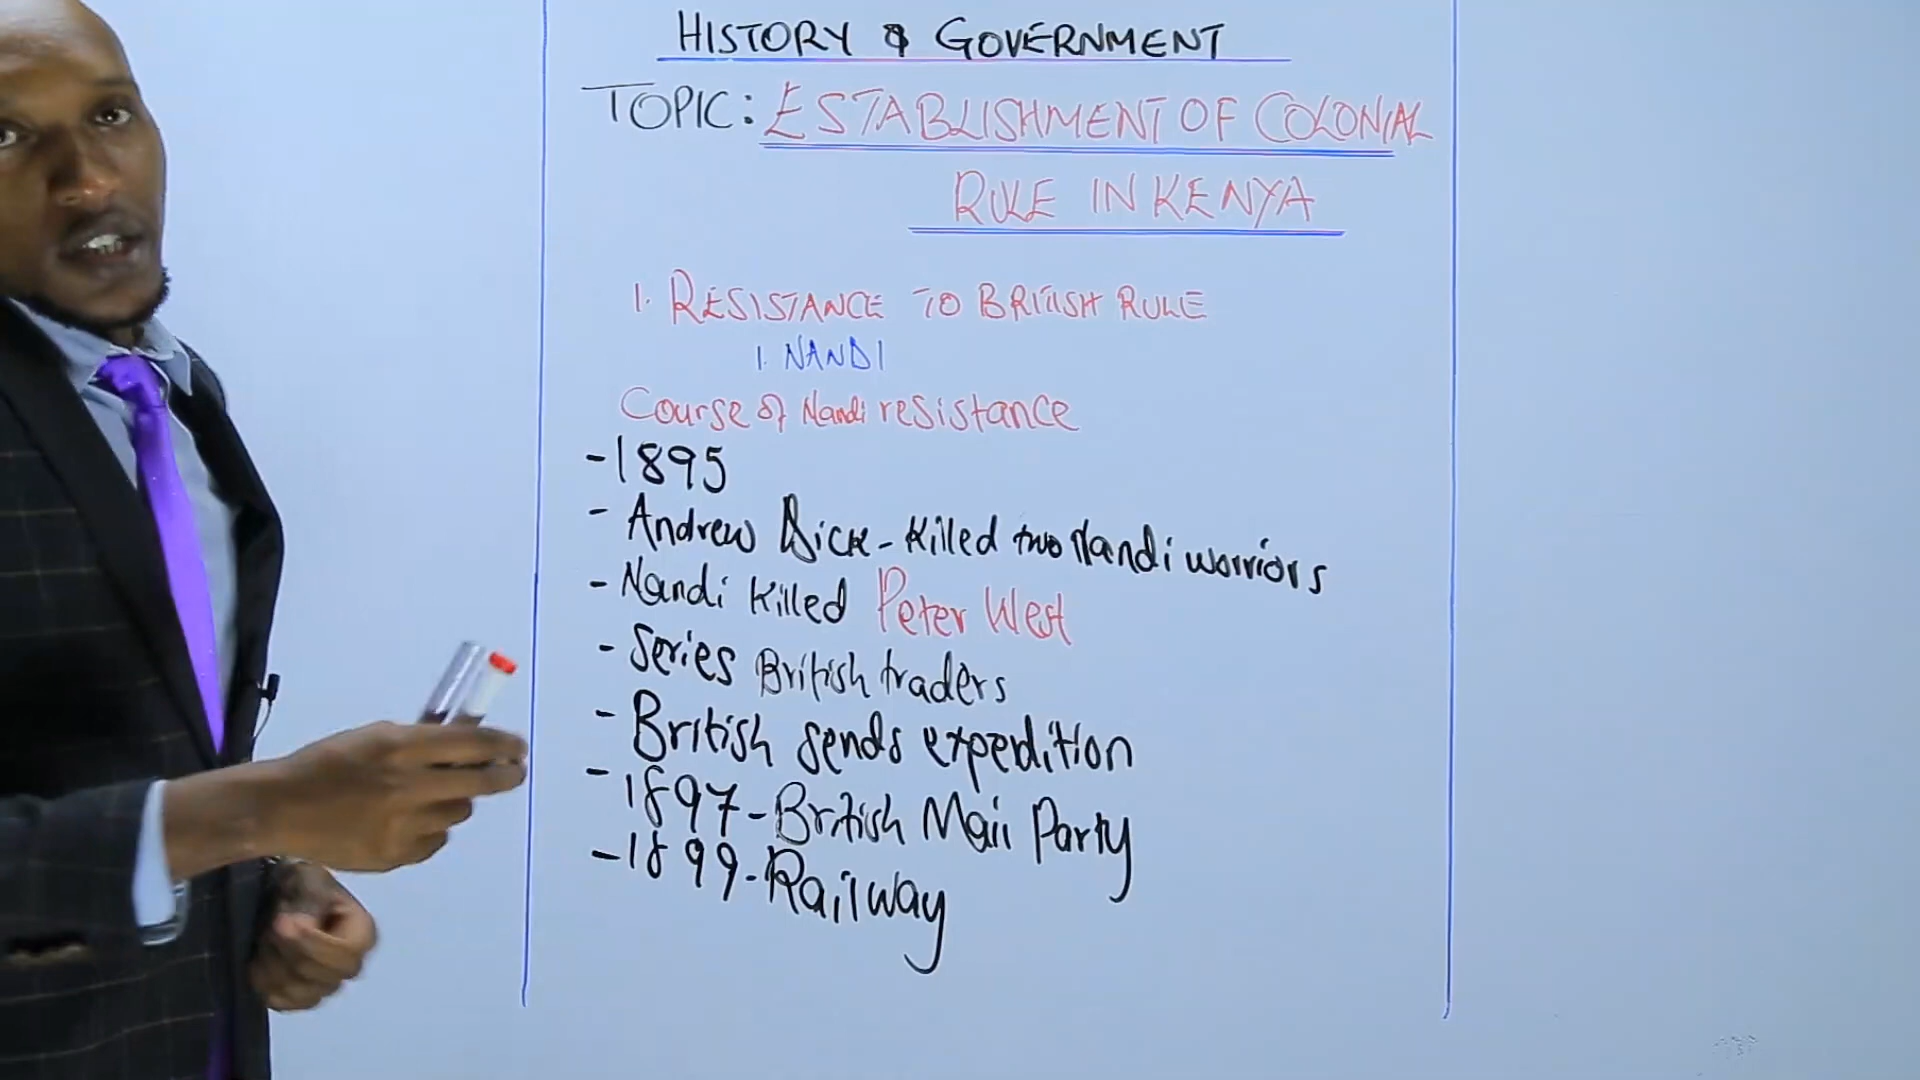 HISTORY & GOVERNMENT
TOPIC: ESTABLISHMENT OF COLONIAL
RULE IN KENYA
1. RESISTANCE TO BRITISH RULE
1. NANDI
Course of Nandi resistance
- 1895
- Andrew Dick - Killed two Nandi warriors
- Nandi Killed Peter West
- Series British traders
- British sends expedition
- 1897 - British Mail Party
- 1899 - Railway